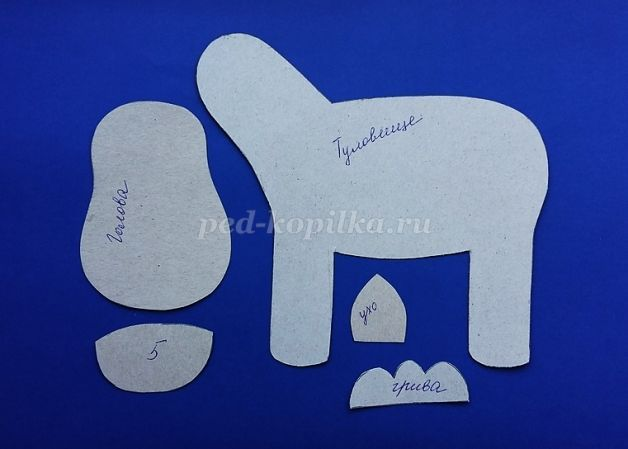 Туловище
Голова
ped-kopilka.ru
ухо
5
грива